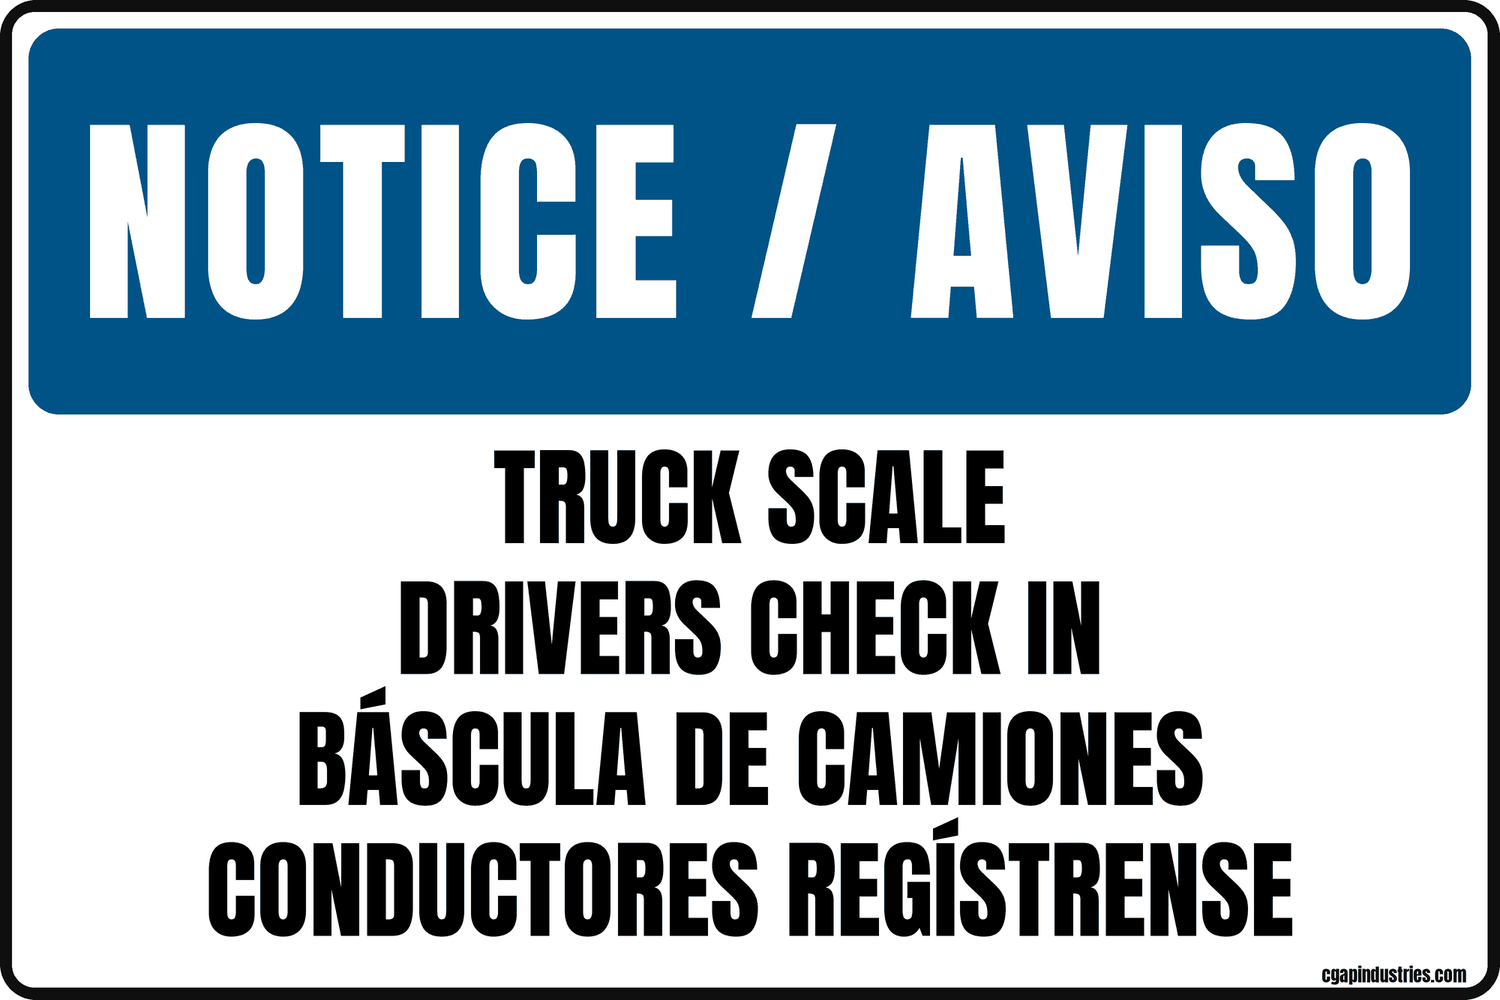 NOTICE / AVISO
TRUCK SCALE
DRIVERS CHECK IN
BÁSCULA DE CAMIONES
CONDUCTORES REGÍSTRENSE
cgapindustries.com